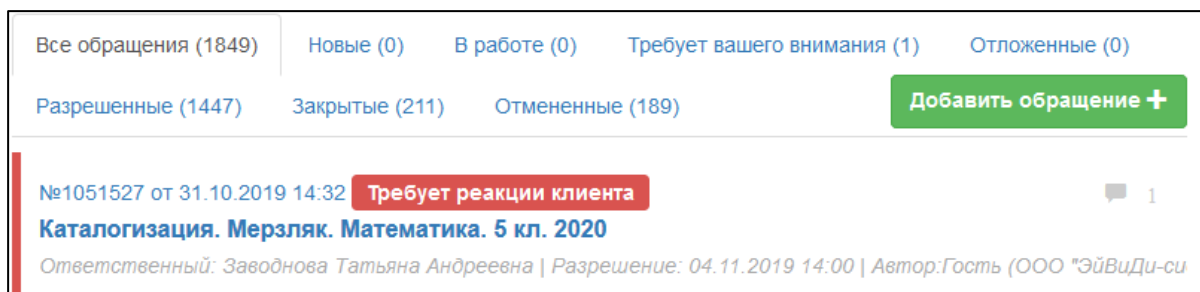 Все обращения (1849) Новые (0) В работе (0) Требует вашего внимания (1) Отложенные (0)
Разрешенные (1447) Закрытые (211) Отмененные (189) Добавить обращение +
№1051527 от 31.10.2019 14:32 Требует реакции клиента 1
Каталогизация. Мерзляк. Математика. 5 кл. 2020
Ответственный: Заводнова Татьяна Андреевна | Разрешение: 04.11.2019 14:00 | Автор:Гость (ООО "ЭйВиДи-си